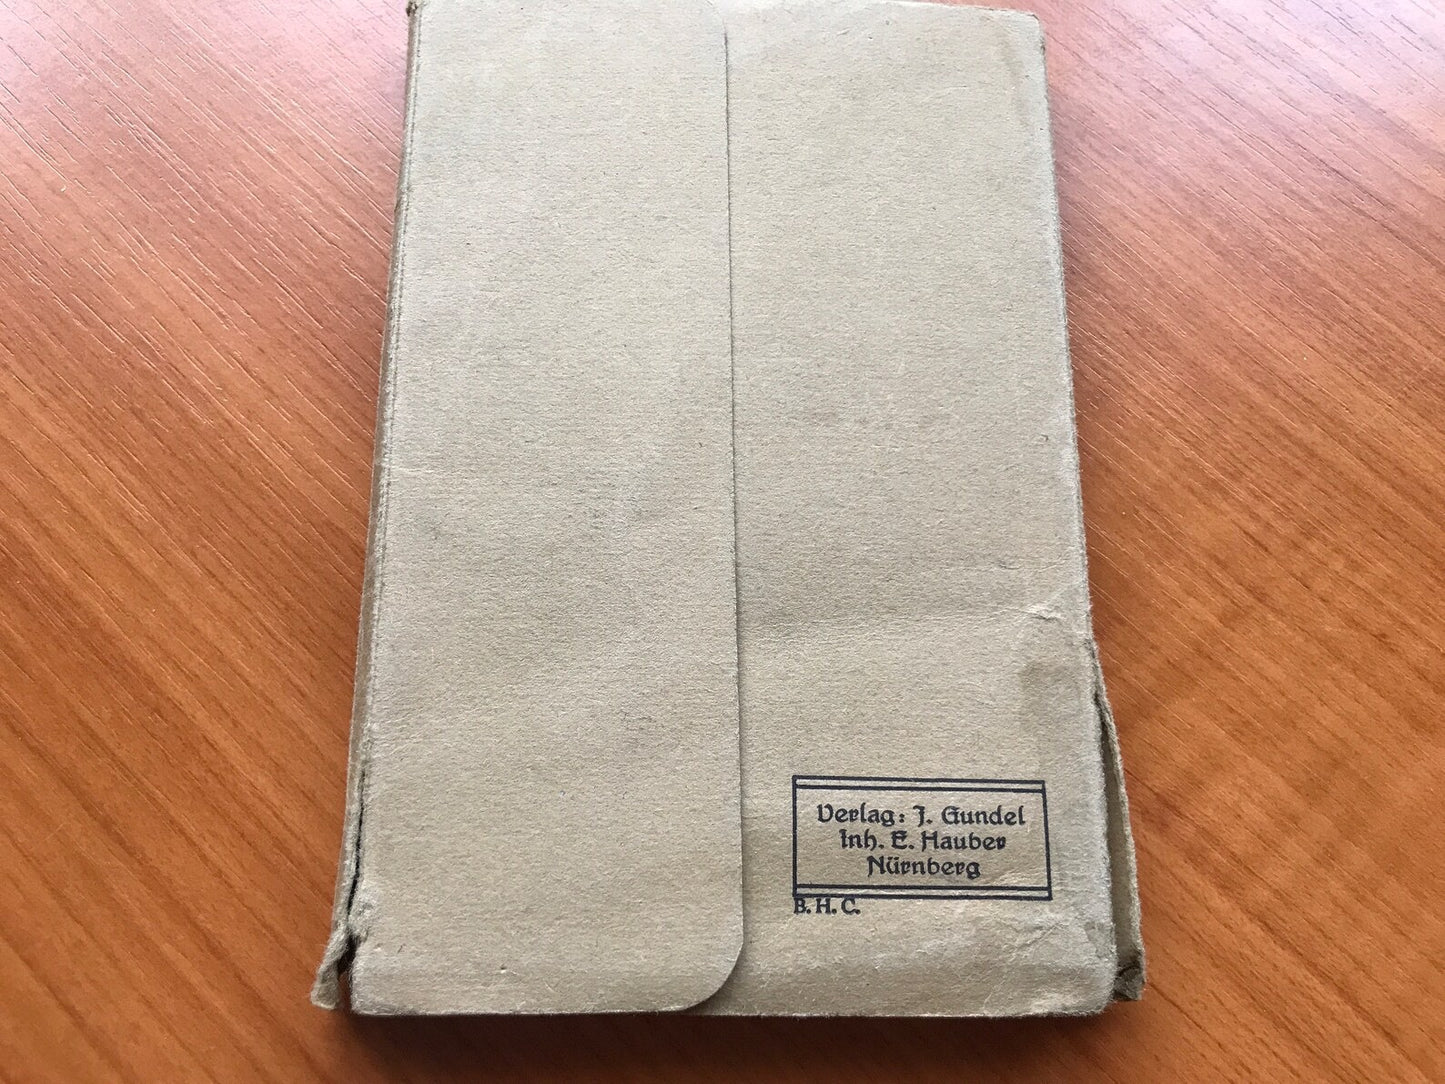 Verlag: J. Gundel
Inh. E. Hauber
Nürnberg
B. H. C.